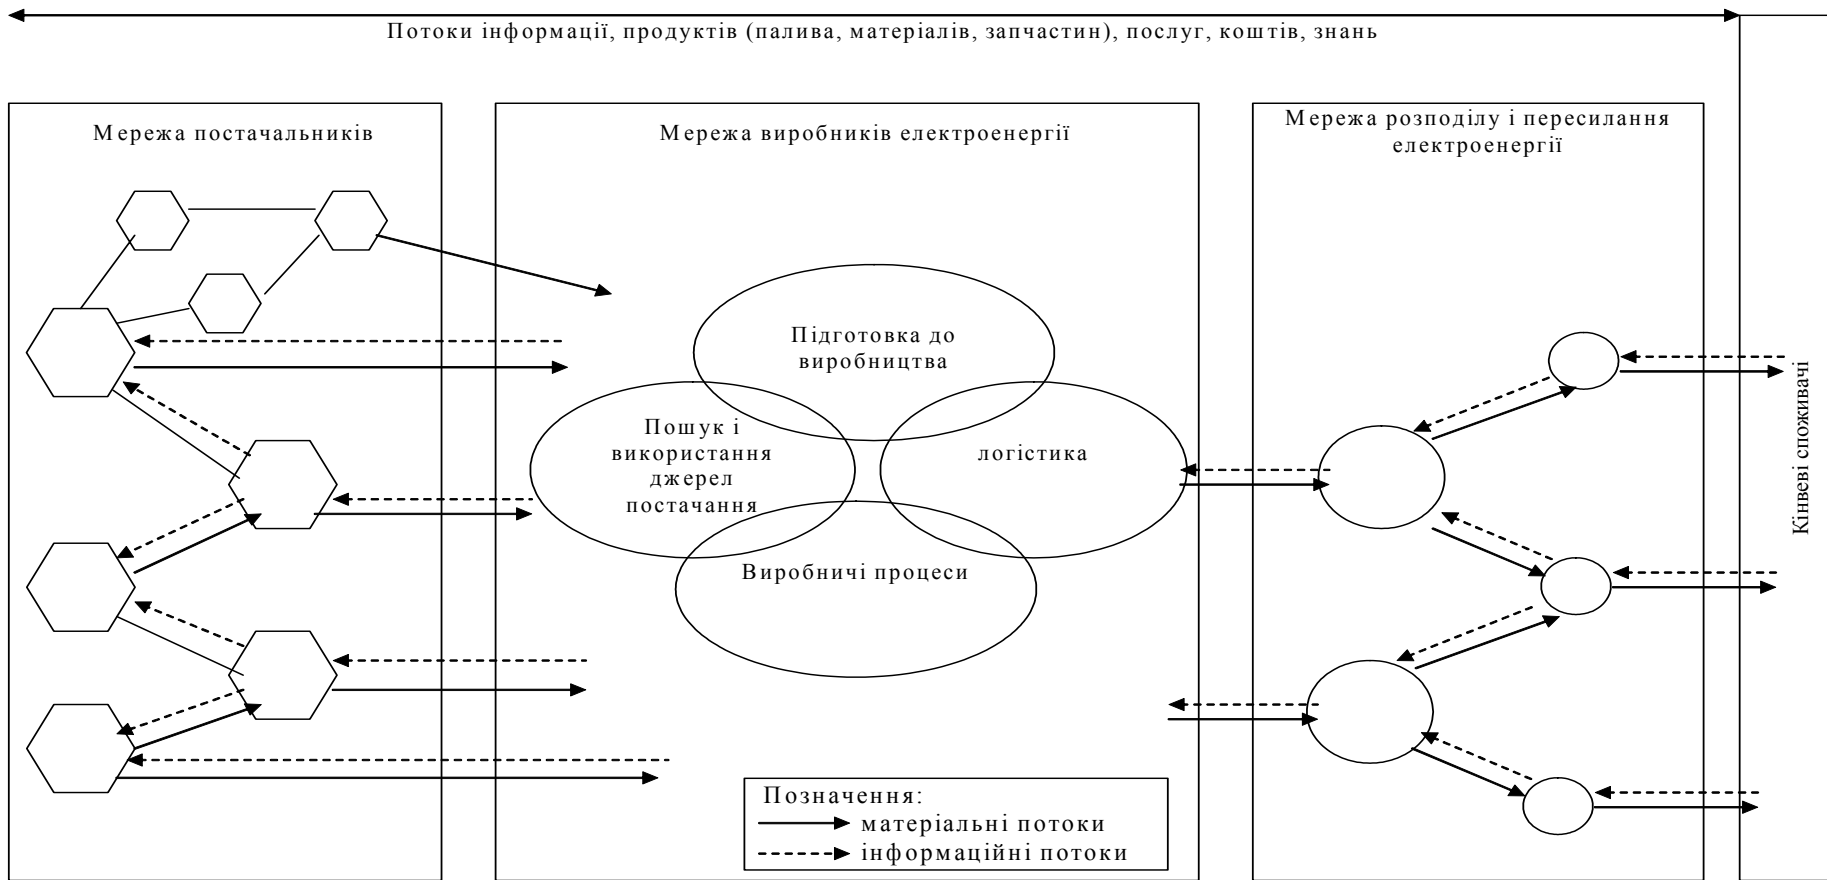 Потоки інформації, продуктів (палива, матеріалів, запчастин), послуг, коштів, знань
Мережа постачальників
Мережа виробників електроенергії
Мережа розподілу і пересилання
електроенергії
Підготовка до
виробництва
Пошук і
використання
джерел
постачання
логістика
Виробничі процеси
Кінвеві споживачі
Позначення:
матеріальні потоки
інформаційні потоки